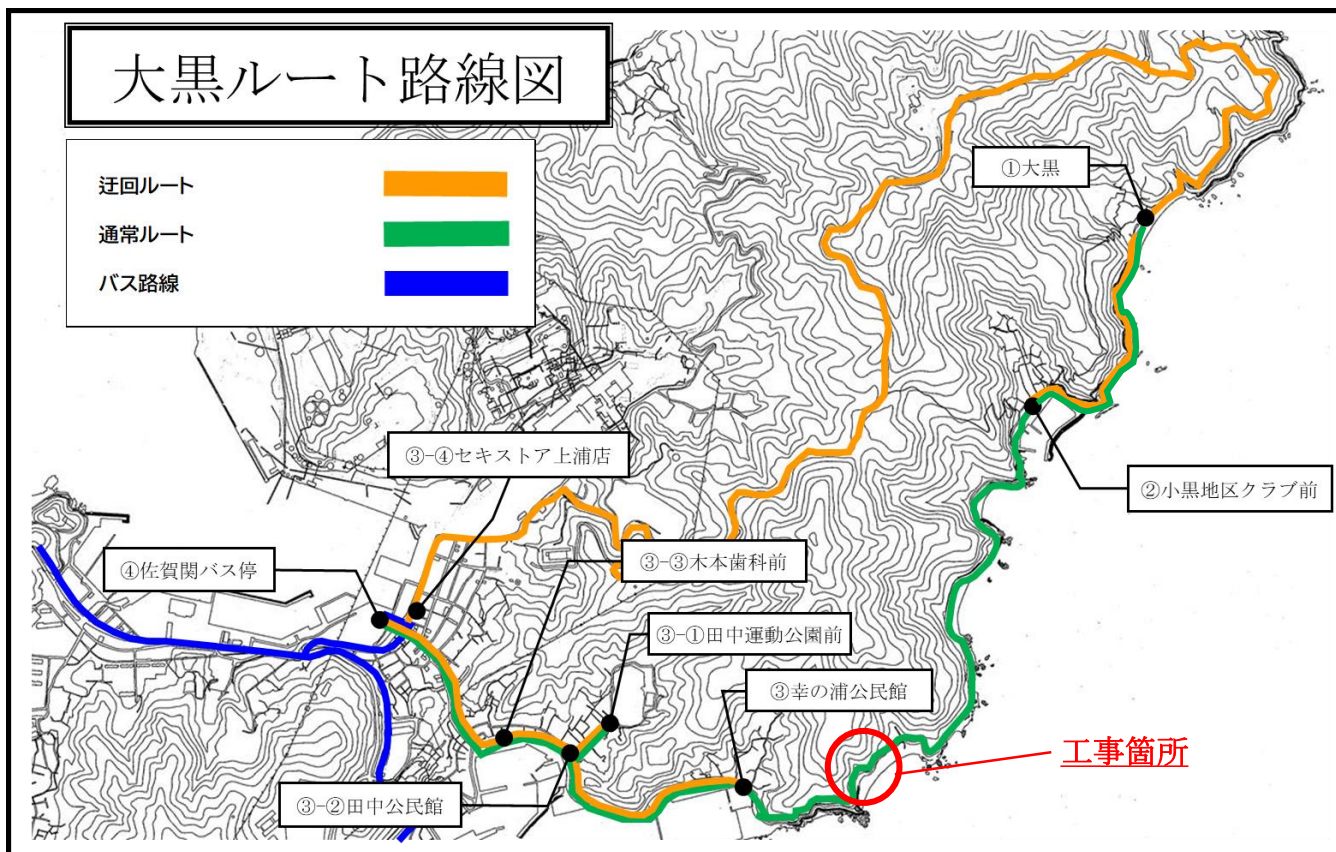 大黒ルート路線図
迂回ルート
通常ルート
バス路線
①大黒
②小黒地区クラブ前
③-④セキストア上浦店
④佐賀関バス停
③-③木本歯科前
③-①田中運動公園前
③幸の浦公民館
③-②田中公民館
工事箇所